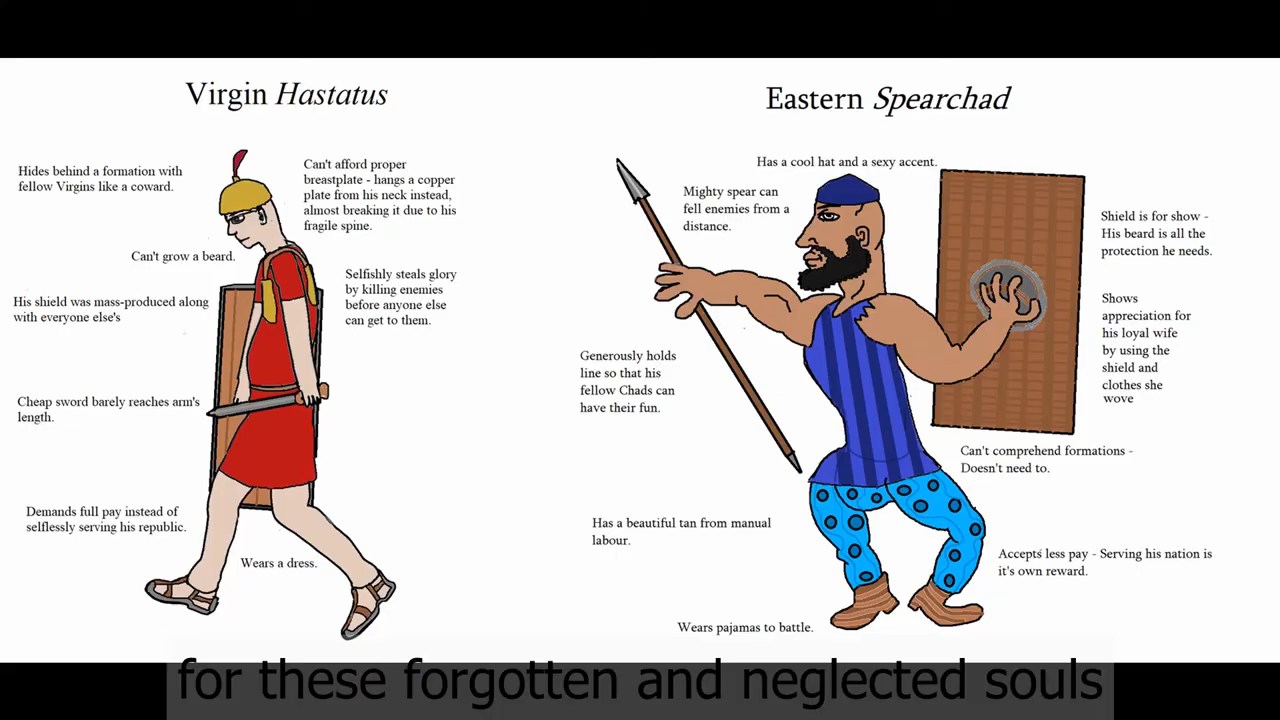 Virgin Hastatus
Hides behind a formation with
fellow Virgins like a coward.
Can't afford proper
breastplate - hangs a copper
plate from his neck instead,
almost breaking it due to his
fragile spine.
Can't grow a beard.
Selfishly steals glory
by killing enemies
before anyone else
can get to them.
His shield was mass-produced along
with everyone else's
Cheap sword barely reaches arm's
length.
Demands full pay instead of
selflessly serving his republic.
Wears a dress.
Eastern Spearchad
Has a cool hat and a sexy accent.
Mighty spear can
fell enemies from a
distance.
Shield is for show -
His beard is all the
protection he needs.
Shows
appreciation for
his loyal wife
by using the
shield and
clothes she
wove
Generously holds
line so that his
fellow Chads can
have their fun.
Can't comprehend formations -
Doesn't need to.
Has a beautiful tan from manual
labour.
Accepts less pay - Serving his nation is
it's own reward.
Wears pajamas to battle.
for these forgotten and neglected souls